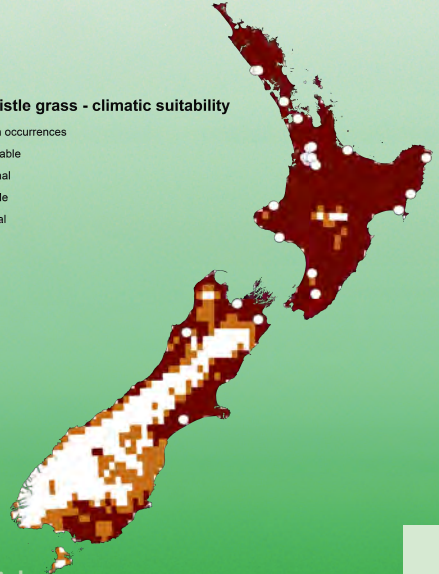 istle grass - climatic suitability
n occurrences
able
nal
le
al